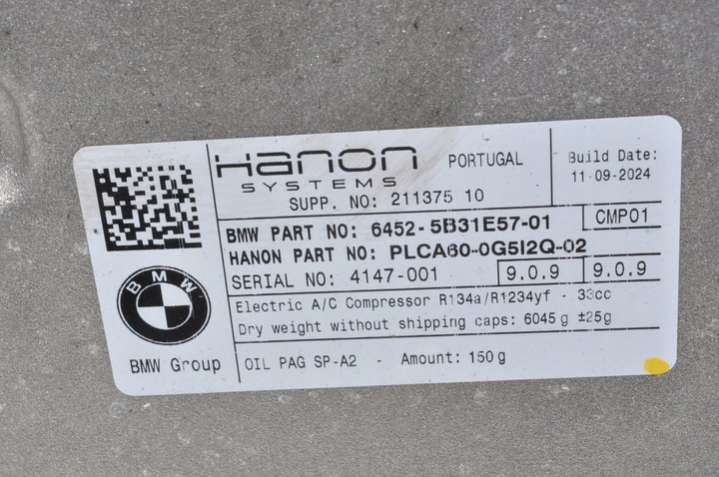 Hanon
SYSTEMS
PORTUGAL
Build Date:
11-09-2024
SUPP. NO: 211375 10
BMW PART NO: 6452-5B31E57-01
CMP01
HANON PART NO: PLCA60-0G5I2Q-02
SERIAL NO: 4147-001
9.0.9
9.0.9
Electric A/C Compressor R134a/R1234yf - 33cc
Dry weight without shipping caps: 6045g ±25g
BMW
BMW Group
OIL PAG SP-A2 - Amount: 150g